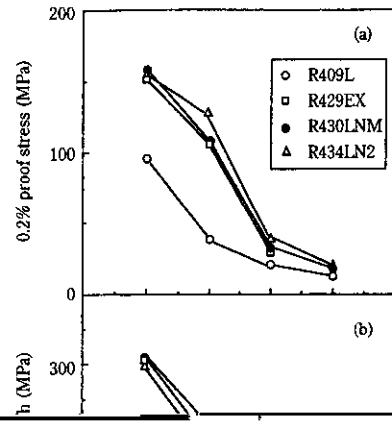 200
(a)
R409L
R429EX
R430LNM
R434LN2
0.2% proof stress (MPa)
100
0
(b)
300
h (MPa)